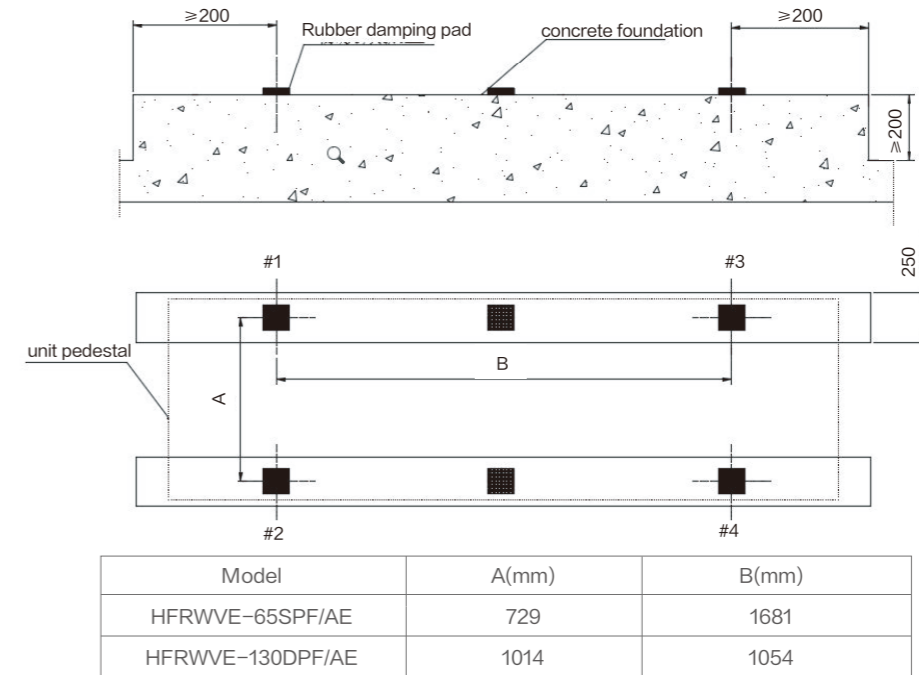 ≥200
≥200
Rubber damping pad
concrete foundation
≥200
250
#1
#3
unit pedestal
B
A
#2
#4
Model A(mm) B(mm)
HFRWVE-65SPF/AE 729 1681
HFRWVE-130DPF/AE 1014 1054